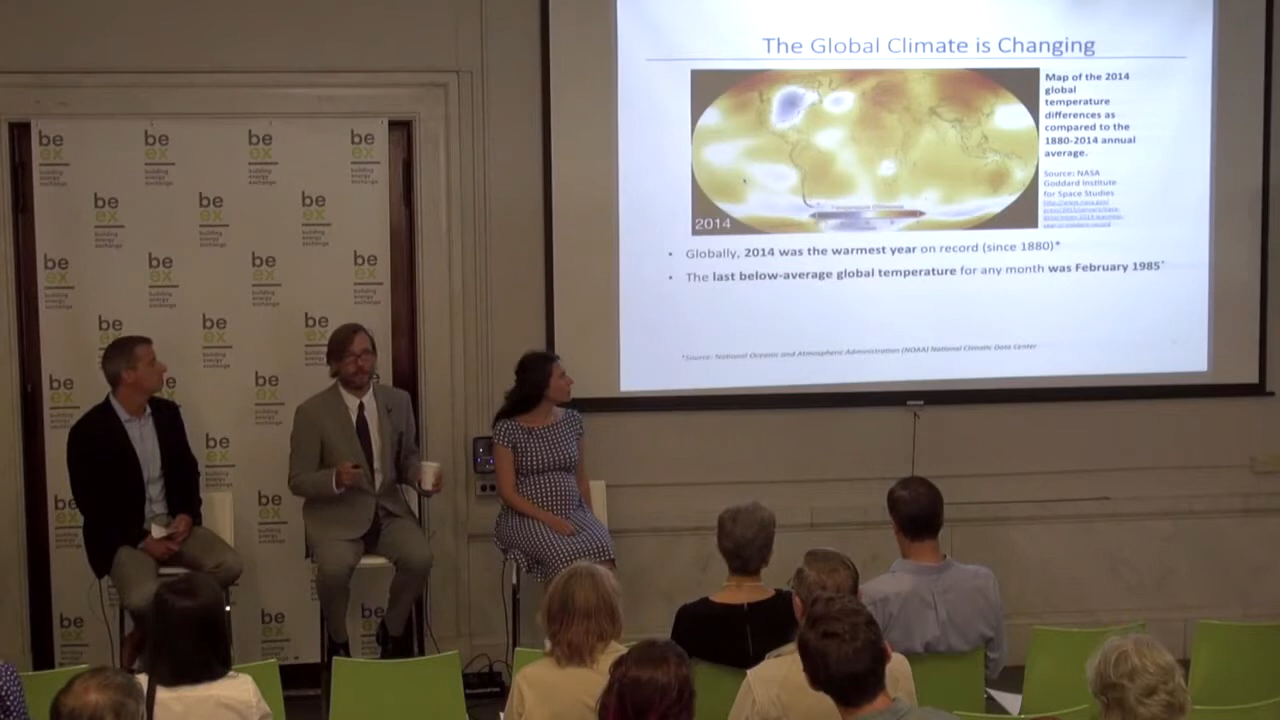 The Global Climate is Changing
Map of the 2014
global
temperature
differences as
compared to the
1880-2014 annual
average.
Source: NASA
Goddard Institute
for Space Studies
2014
• Globally, 2014 was the warmest year on record (since 1880)*
• The last below-average global temperature for any month was February 1985*
*Source: National Oceanic and Atmospheric Administration (NOAA) National Climatic Data Center
be
ex
building
energy
exchange